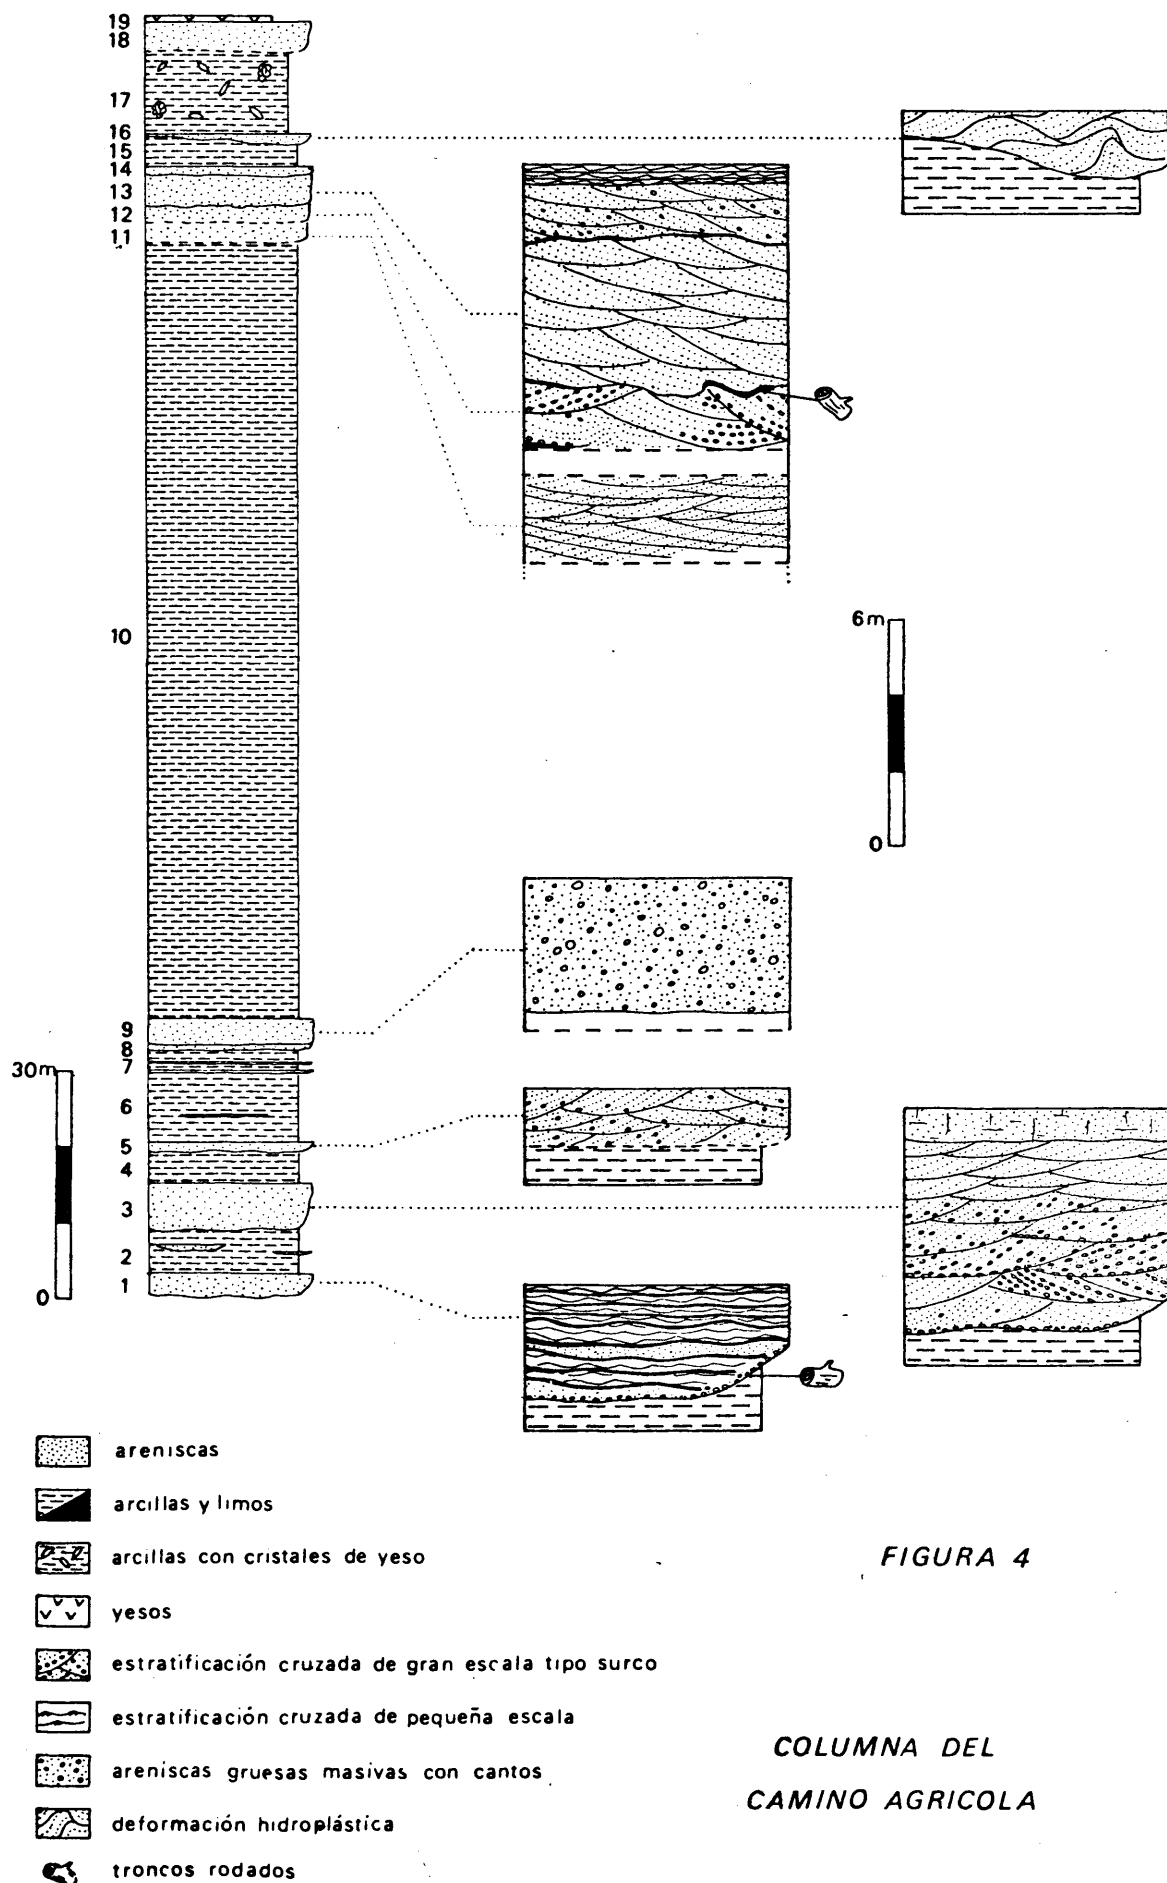 19
18
17
16
15
14
13
12
11
10
6m
0
9
8
7
30m
6
5
4
3
2
1
0
areniscas
arcillas y limos
arcillas con cristales de yeso
yesos
estratificación cruzada de gran escala tipo surco
estratificación cruzada de pequeña escala
areniscas gruesas masivas con cantos
deformación hidroplástica
troncos rodados
FIGURA 4
COLUMNA DEL
CAMINO AGRICOLA